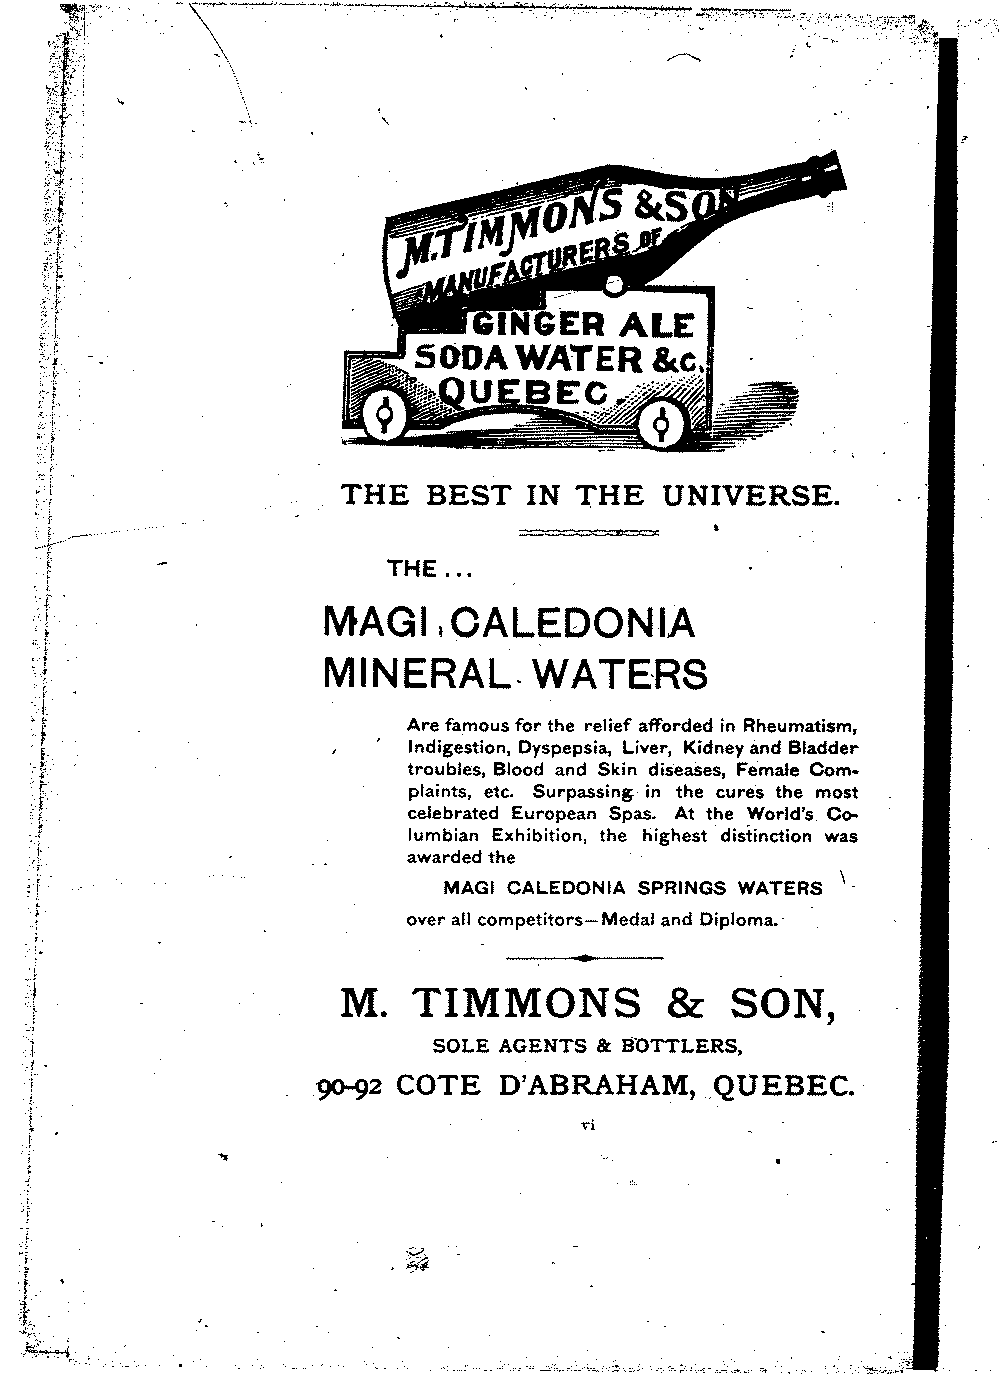 M. TIMMONS & SON
MANUFACTURERS OF
GINGER ALE
SODA WATER &c.
QUEBEC.
THE BEST IN THE UNIVERSE.
THE...
MAGI CALEDONIA
MINERAL WATERS
Are famous for the relief afforded in Rheumatism,
Indigestion, Dyspepsia, Liver, Kidney and Bladder
troubles, Blood and Skin diseases, Female Com-
plaints, etc. Surpassing in the cures the most
celebrated European Spas. At the World's Co-
lumbian Exhibition, the highest distinction was
awarded the
MAGI CALEDONIA SPRINGS WATERS
over all competitors—Medal and Diploma.
M. TIMMONS & SON,
SOLE AGENTS & BOTTLERS,
90-92 COTE D'ABRAHAM, QUEBEC.
vi